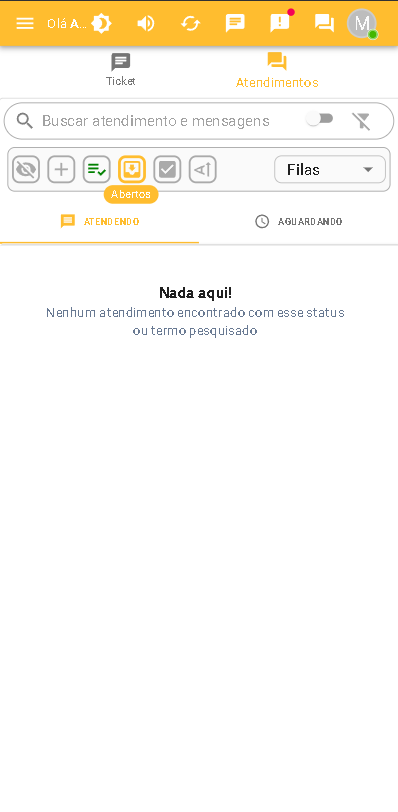 Olá A...
M
Ticket
Atendimentos
Buscar atendimento e mensagens
Filas
Abertos
ATENDENDO
AGUARDANDO
Nada aqui!
Nenhum atendimento encontrado com esse status
ou termo pesquisado